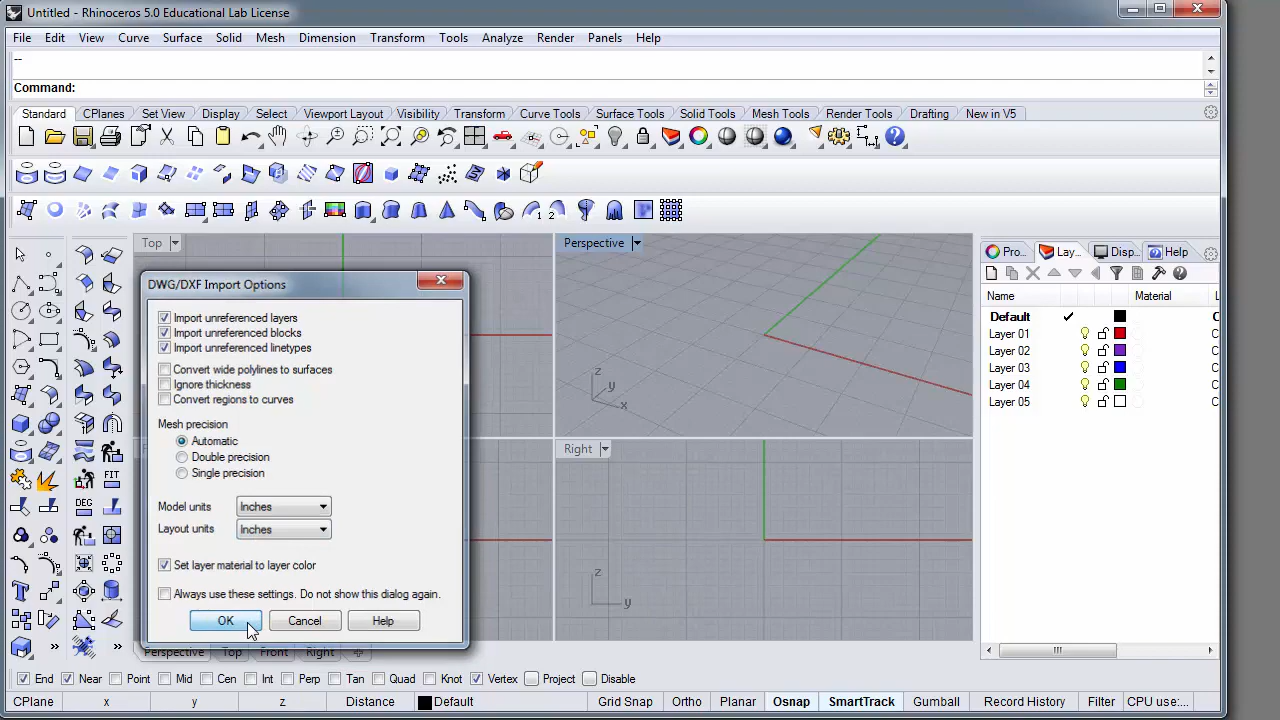 Untitled - Rhinoceros 5.0 Educational Lab License
File Edit View Curve Surface Solid Mesh Dimension Transform Tools Analyze Render Panels Help
--
Command:
Standard CPlanes Set View Display Select Viewport Layout Visibility Transform Curve Tools Surface Tools Solid Tools Mesh Tools Render Tools Drafting New in V5
Top
Perspective
Pro... Lay... Disp... Help
DWG/DXF Import Options
Name Material
Import unreferenced layers
Default
Import unreferenced blocks
Layer 01
Import unreferenced linetypes
Layer 02
Convert wide polylines to surfaces
Layer 03
Ignore thickness
Layer 04
Convert regions to curves
Layer 05
z
y
x
Mesh precision
Automatic
Double precision
Single precision
Right
FIT
Model units Inches
DEG
Layout units Inches
Set layer material to layer color
z
y
Always use these settings. Do not show this dialog again.
OK Cancel Help
Perspective Top Front Right
End Near Point Mid Cen Int Perp Tan Quad Knot Vertex Project Disable
CPlane x y z Distance Default Grid Snap Ortho Planar Osnap SmartTrack Gumball Record History Filter CPU use:...